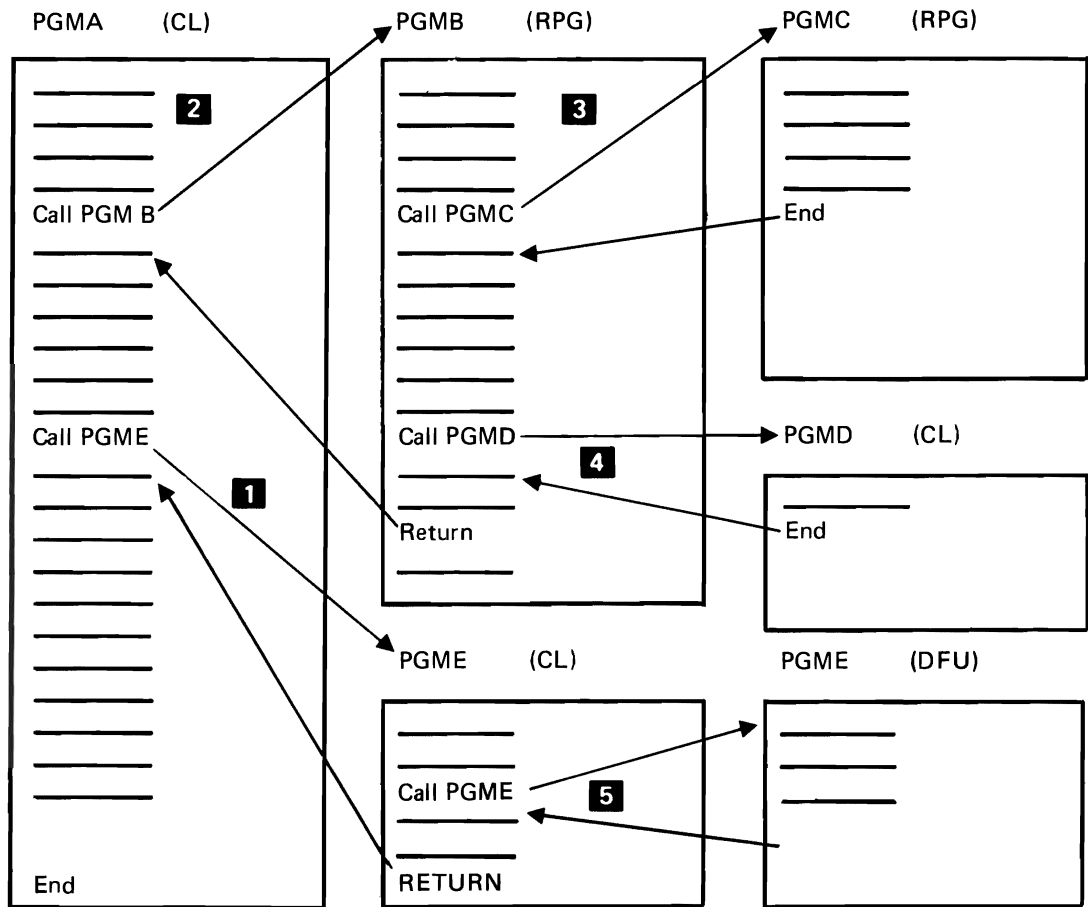 PGMA (CL)
2
Call PGM B
Call PGME
1
End
PGMB (RPG)
3
Call PGMC
Call PGMD
4
Return
PGMC (RPG)
End
PGMD (CL)
End
PGME (CL)
Call PGME
5
RETURN
PGME (DFU)